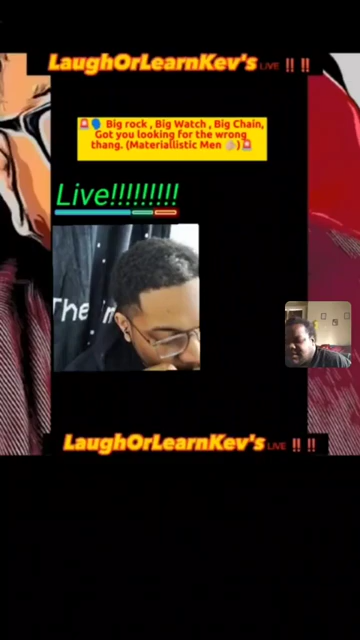 LaughOrLearnKev's LIVE ‼️ ‼️
🚨🗣️ Big rock , Big Watch , Big Chain,
Got you looking for the wrong
thang. (Materiallistic Men 🪨)🚨
Live!!!!!!!!!
The
LaughOrLearnKev's LIVE ‼️ ‼️